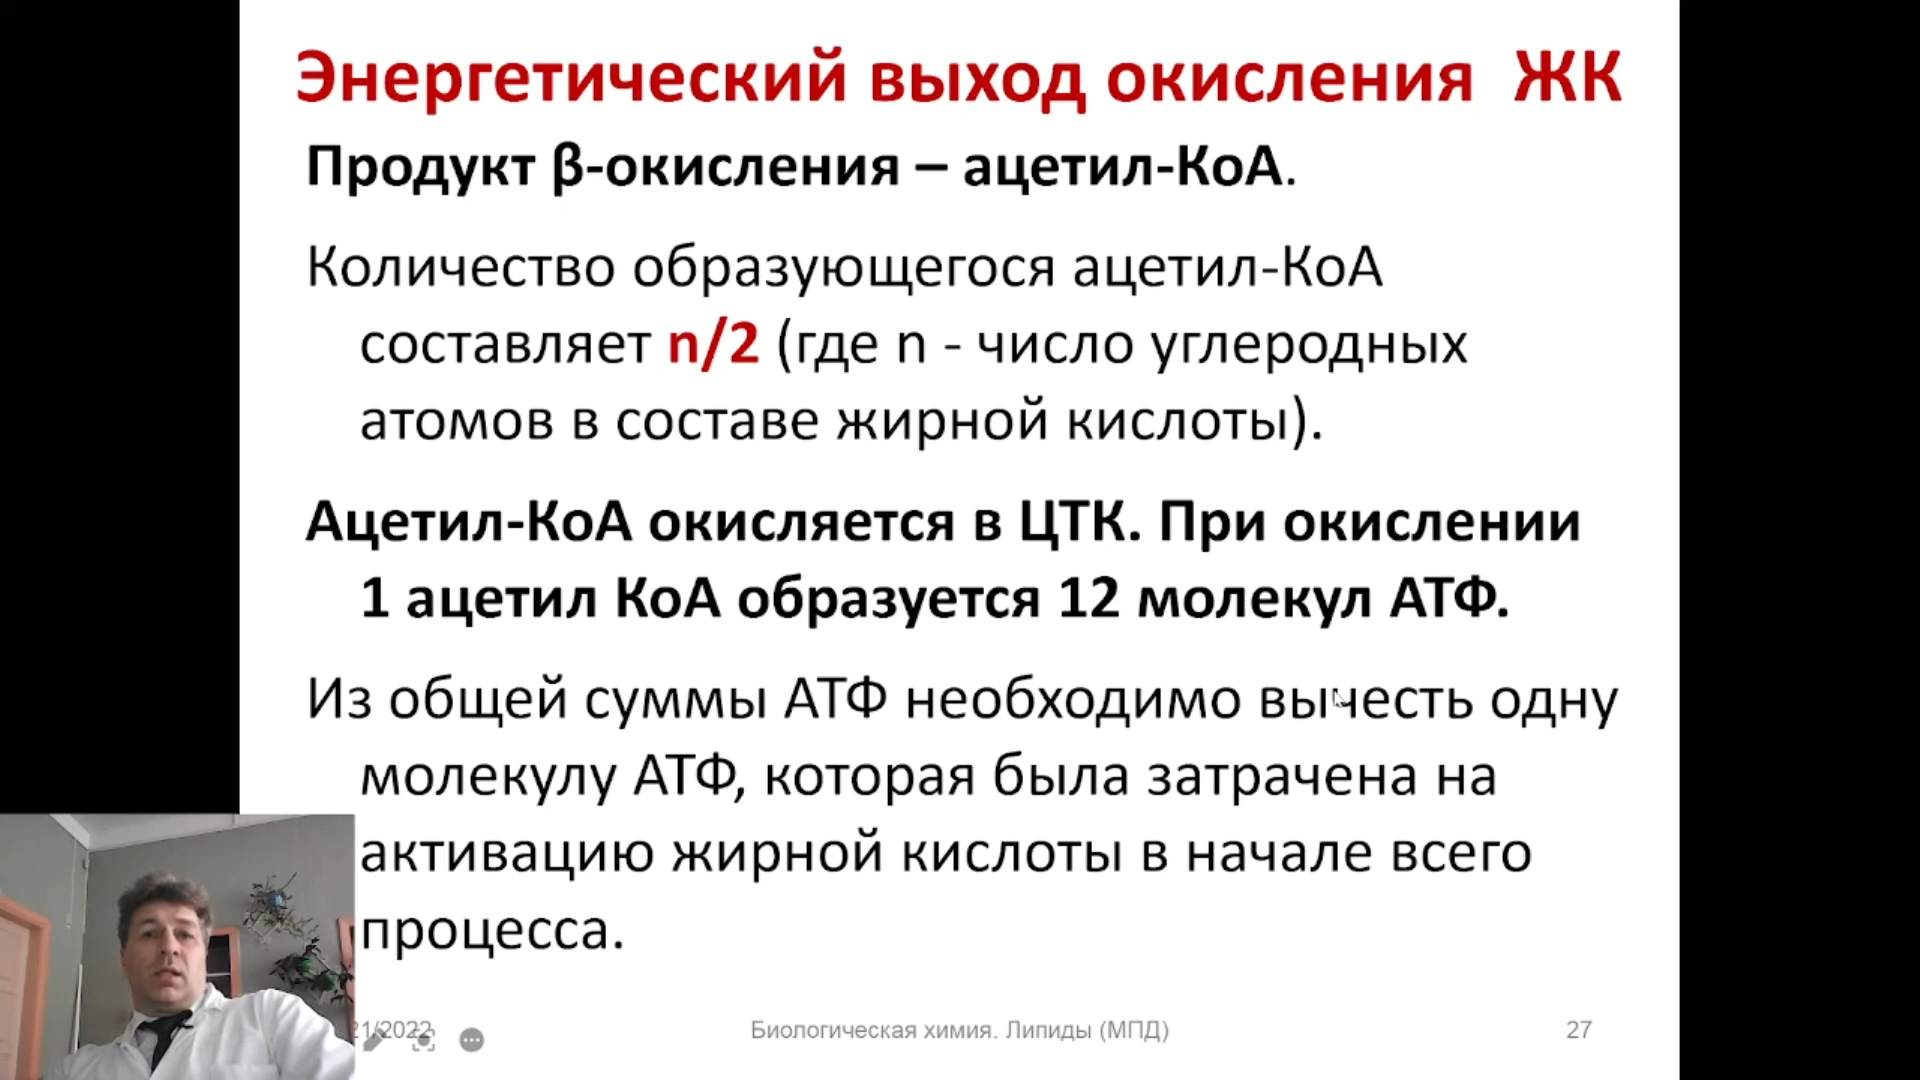 Энергетический выход окисления ЖК
Продукт β-окисления – ацетил-КоА.
Количество образующегося ацетил-КоА
составляет n/2 (где n - число углеродных
атомов в составе жирной кислоты).
Ацетил-КоА окисляется в ЦТК. При окислении
1 ацетил КоА образуется 12 молекул АТФ.
Из общей суммы АТФ необходимо вычесть одну
молекулу АТФ, которая была затрачена на
активацию жирной кислоты в начале всего
процесса.
21/2022
Биологическая химия. Липиды (МПД)
27